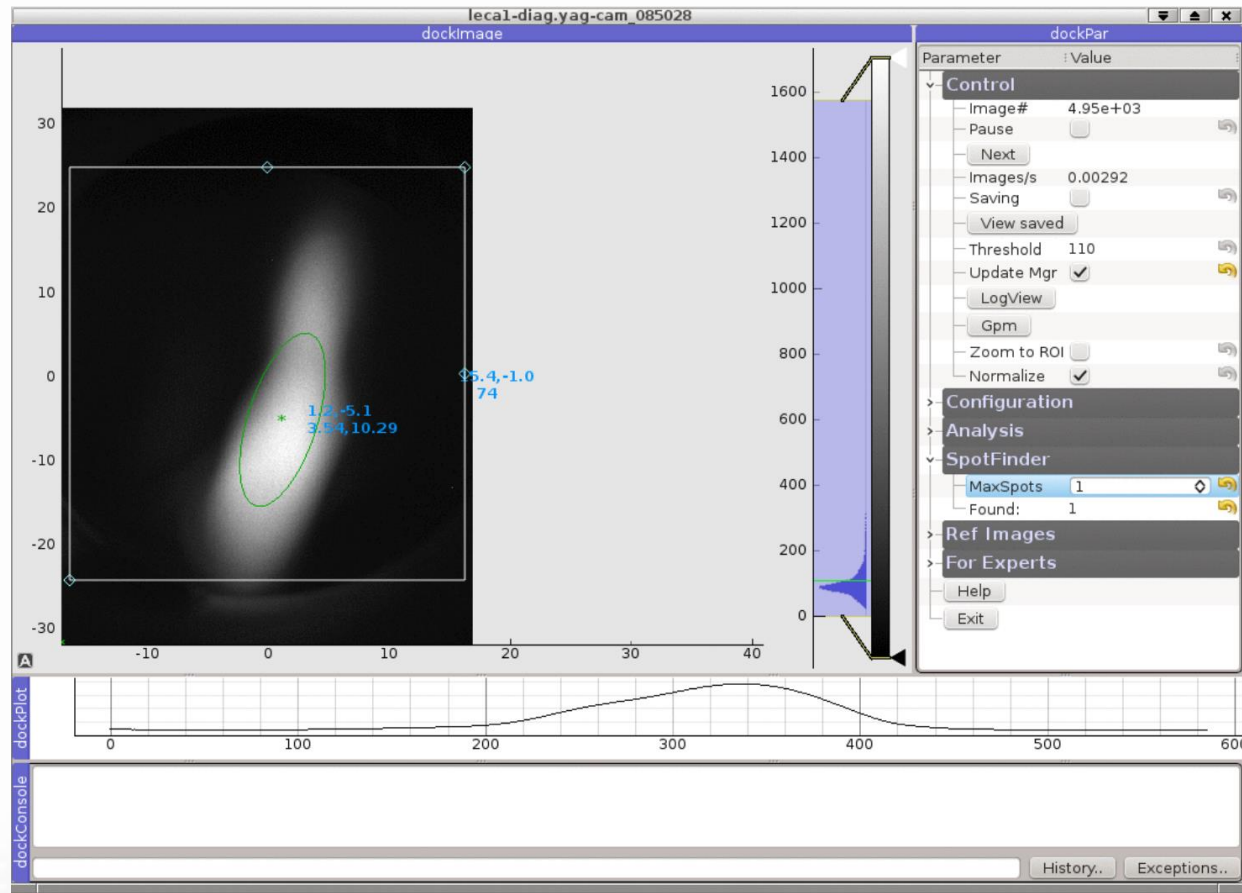 leca1-diag.yag-cam_085028
dockImage
dockPar
30
20
10
0
-10
-20
-30
-10
0
10
20
30
40
1.2,-5.1
3.54,10.29
5.4,-1.0
74
A
1600
1400
1200
1000
800
600
400
200
0
Parameter Value
Control
Image# 4.95e+03
Pause
Next
Images/s 0.00292
Saving
View saved
Threshold 110
Update Mgr
LogView
Gpm
Zoom to ROI
Normalize
Configuration
Analysis
SpotFinder
MaxSpots 1
Found: 1
Ref Images
For Experts
Help
Exit
dockPlot
0 100 200 300 400 500
dockConsole
History.. Exceptions..